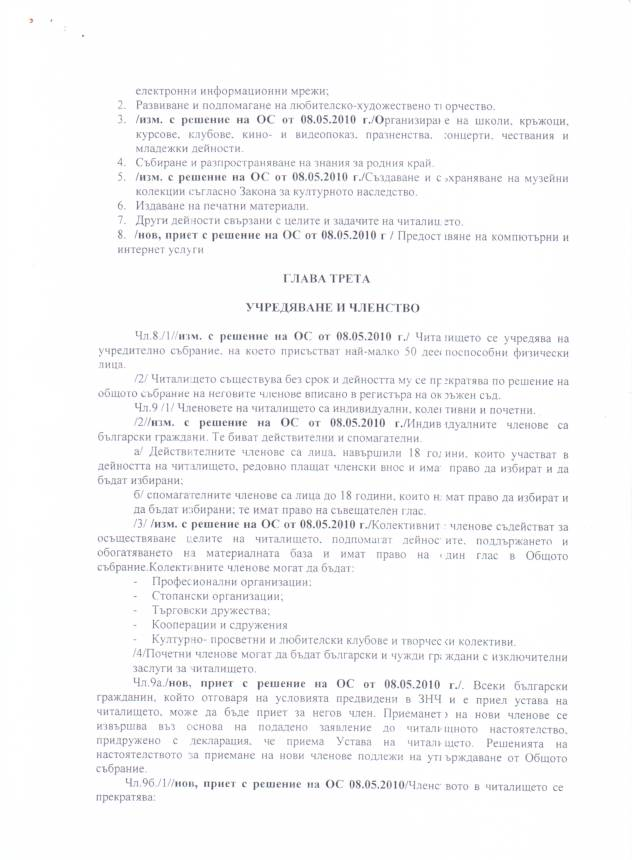 електронни информационни мрежи;
2. Развиване и подпомагане на любителско-художествено творчество.
3. /изм. с решение на ОС от 08.05.2010 г./Организиране на школи, кръжоци,
курсове, клубове, кино- и видеопоказ, празненства, концерти, чествания и
младежки дейности.
4. Събиране и разпространяване на знания за родния край.
5. /изм. с решение на ОС от 08.05.2010 г./Създаване и съхраняване на музейни
колекции съгласно Закона за културното наследство.
6. Издаване на печатни материали.
7. Други дейности свързани с целите и задачите на читалището.
8. /нов, приет с решение на ОС от 08.05.2010 г / Предоставяне на компютърни и
интернет услуги
ГЛАВА ТРЕТА
УЧРЕДЯВАНЕ И ЧЛЕНСТВО
Чл.8./1//изм. с решение на ОС от 08.05.2010 г./ Читалището се учредява на
учредително събрание, на което присъстват най-малко 50 дееспособни физически
лица.
/2/ Читалището съществува без срок и дейността му се прекратява по решение на
общото събрание на неговите членове вписано в регистъра на окръжен съд.
Чл.9 /1/ Членовете на читалището са индивидуални, колективни и почетни.
/2//изм. с решение на ОС от 08.05.2010 г./Индивидуалните членове са
български граждани. Те биват действителни и спомагателни.
а/ Действителните членове са лица, навършили 18 години, които участват в
дейността на читалището, редовно плащат членски внос и имат право да избират и да
бъдат избирани;
б/ спомагателните членове са лица до 18 години, които нямат право да избират и
да бъдат избирани; те имат право на съвещателен глас.
/3/ /изм. с решение на ОС от 08.05.2010 г./Колективните членове съдействат за
осъществяване целите на читалището, подпомагат дейностите, поддържането и
обогатяването на материалната база и имат право на един глас в Общото
събрание.Колективните членове могат да бъдат:
- Професионални организации;
- Стопански организации;
- Търговски дружества;
- Кооперации и сдружения
- Културно- просветни и любителски клубове и творчески колективи.
/4/Почетни членове могат да бъдат български и чужди граждани с изключителни
заслуги за читалището.
Чл.9а./нов, приет с решение на ОС от 08.05.2010 г./. Всеки български
гражданин, който отговаря на условията предвидени в ЗНЧ и е приел устава на
читалището, може да бъде приет за негов член. Приемането на нови членове се
извършва въз основа на подадено заявление до читалищното настоятелство,
придружено с декларация, че приема Устава на читалището. Решенията на
настоятелството за приемане на нови членове подлежи на утвърждаване от Общото
събрание.
Чл.9б./1//нов, приет с решение на ОС 08.05.2010/Членството в читалището се
прекратява: